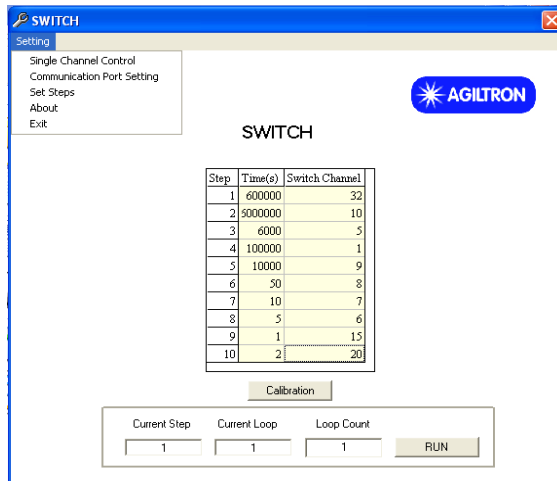 SWITCH
Setting
Single Channel Control
Communication Port Setting
Set Steps
About
Exit
AGILTRON
SWITCH
Step Time(s) Switch Channel
1 600000 32
2 5000000 10
3 6000 5
4 100000 1
5 10000 9
6 50 8
7 10 7
8 5 6
9 1 15
10 2 20
Calibration
Current Step Current Loop Loop Count
1 1 1 RUN